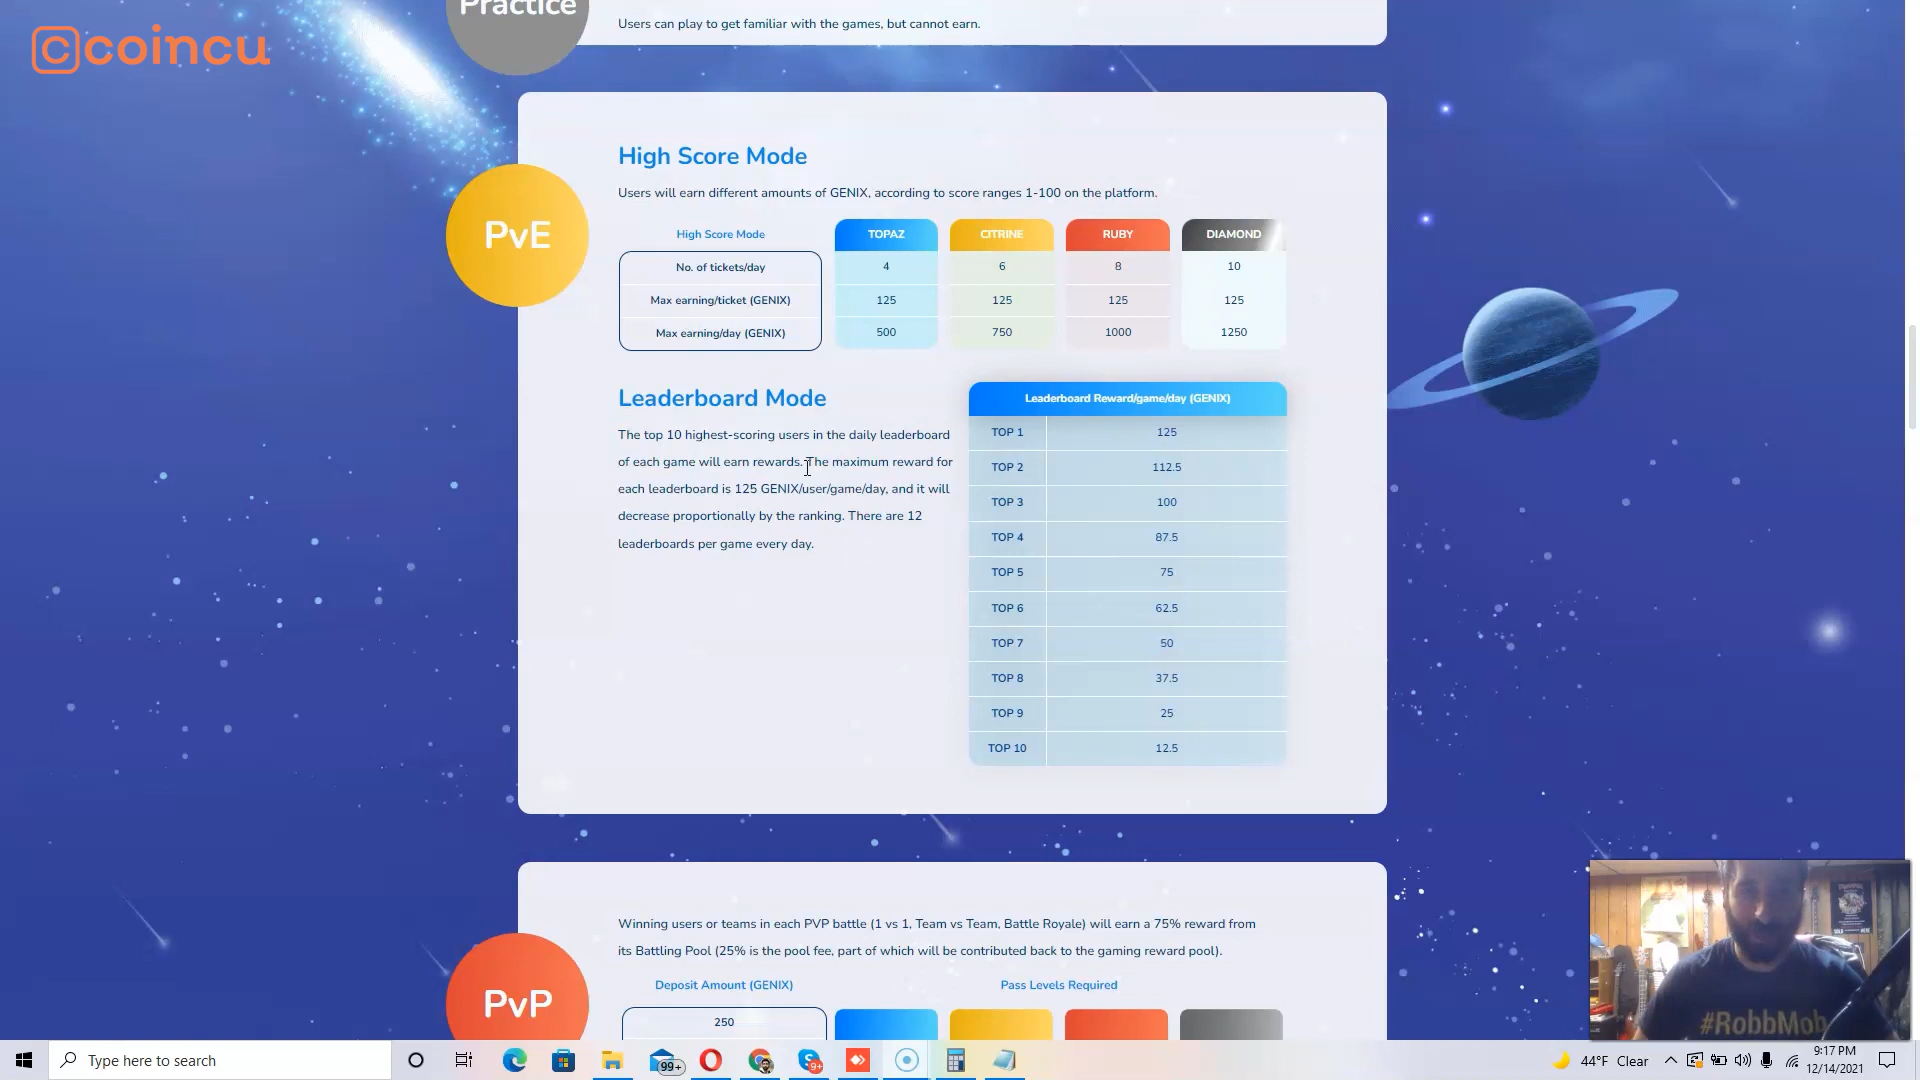 Practice
Users can play to get familiar with the games, but cannot earn.
coincu
PvE
High Score Mode
Users will earn different amounts of GENIX, according to score ranges 1-100 on the platform.
High Score Mode TOPAZ CITRINE RUBY DIAMOND
No. of tickets/day 4 6 8 10
Max earning/ticket (GENIX) 125 125 125 125
Max earning/day (GENIX) 500 750 1000 1250
Leaderboard Mode
The top 10 highest-scoring users in the daily leaderboard
of each game will earn rewards. The maximum reward for
each leaderboard is 125 GENIX/user/game/day, and it will
decrease proportionally by the ranking. There are 12
leaderboards per game every day.
Leaderboard Reward/game/day (GENIX)
TOP 1 125
TOP 2 112.5
TOP 3 100
TOP 4 87.5
TOP 5 75
TOP 6 62.5
TOP 7 50
TOP 8 37.5
TOP 9 25
TOP 10 12.5
PvP
Winning users or teams in each PVP battle (1 vs 1, Team vs Team, Battle Royale) will earn a 75% reward from
its Battling Pool (25% is the pool fee, part of which will be contributed back to the gaming reward pool).
Deposit Amount (GENIX) Pass Levels Required
250
#RobbMob
Type here to search
99+
9+
44°F Clear
9:17 PM
12/14/2021